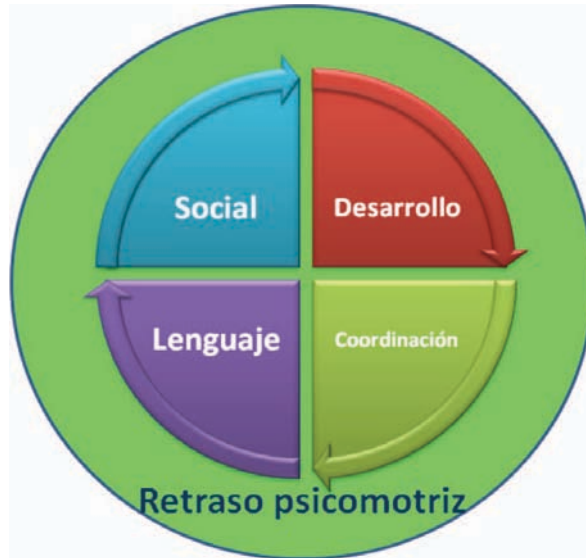 Social
Desarrollo
Lenguaje
Coordinación
Retraso psicomotriz